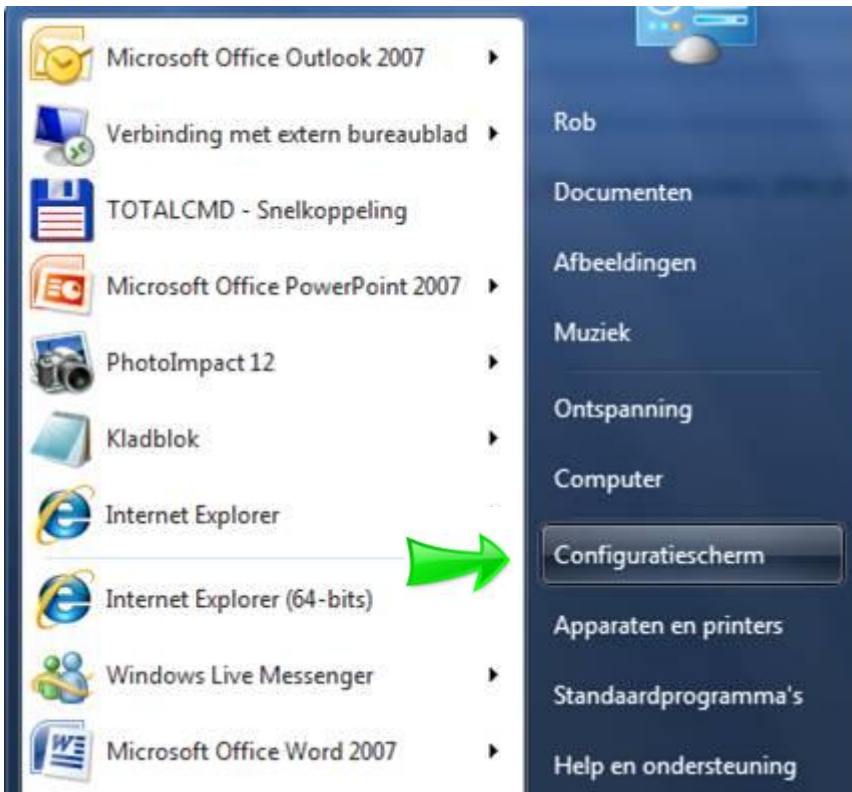 Microsoft Office Outlook 2007
Verbinding met extern bureaublad
TOTALCMD - Snelkoppeling
Microsoft Office PowerPoint 2007
PhotoImpact 12
Kladblok
Internet Explorer
Internet Explorer (64-bits)
Windows Live Messenger
Microsoft Office Word 2007
Rob
Documenten
Afbeeldingen
Muziek
Ontspanning
Computer
Configuratiescherm
Apparaten en printers
Standaardprogramma's
Help en ondersteuning